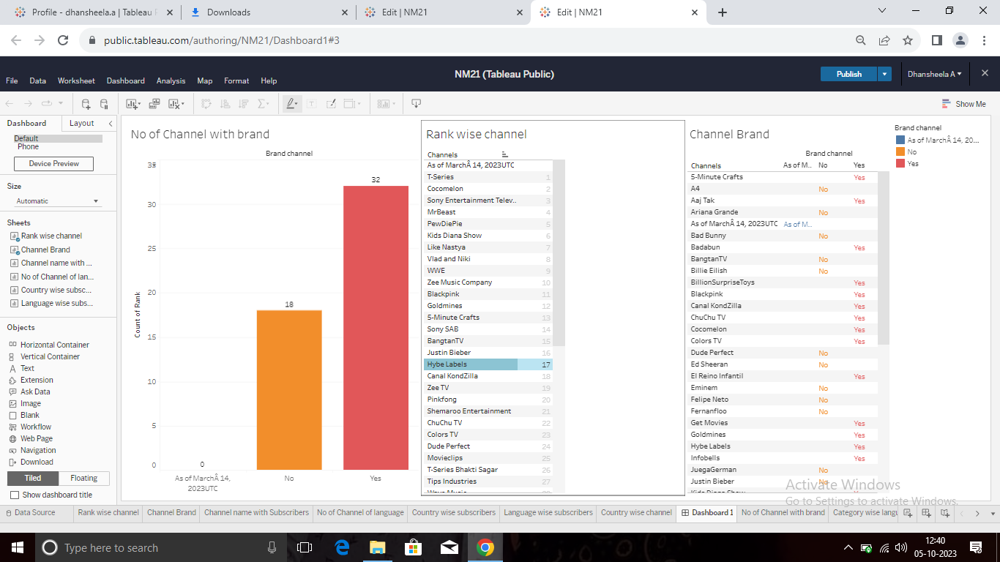 Profile - dhansheela.a | Tableau P
Downloads
Edit | NM21
Edit | NM21
public.tableau.com/authoring/NM21/Dashboard1#3
File Data Worksheet Dashboard Analysis Map Format Help
NM21 (Tableau Public)
Publish
Dhansheela A
Show Me
Dashboard Layout
Default
Phone
Device Preview
Size
Automatic
Sheets
Rank wise channel
Channel Brand
Channel name with ...
No of Channel of lan...
Country wise subsc...
Language wise subs...
Objects
Horizontal Container
Vertical Container
Text
Extension
Ask Data
Image
Blank
Workflow
Web Page
Navigation
Download
Tiled Floating
Show dashboard title
No of Channel with brand
Brand channel
Count of Rank
35
30
25
20
15
10
5
0
0
18
32
As of MarchÂ 14, 2023UTC
No
Yes
Rank wise channel
Channels
As of MarchÂ 14, 2023UTC
T-Series 1
Cocomelon 2
Sony Entertainment Telev.. 3
MrBeast 4
PewDiePie 5
Kids Diana Show 6
Like Nastya 7
Vlad and Niki 8
WWE 9
Zee Music Company 10
Blackpink 11
Goldmines 12
5-Minute Crafts 13
Sony SAB 14
BangtanTV 15
Justin Bieber 16
Hybe Labels 17
Canal KondZilla 18
Zee TV 19
Pinkfong 20
Shemaroo Entertainment 21
ChuChu TV 22
Colors TV 23
Dude Perfect 24
Movieclips 25
T-Series Bhakti Sagar 26
Tips Industries 27
Channel Brand
Brand channel
Channels As of M.. No Yes
5-Minute Crafts Yes
A4 No
Aaj Tak Yes
Ariana Grande No
As of MarchÂ 14, 2023UTC As of M..
Bad Bunny No
Badabun Yes
BangtanTV No
Billie Eilish No
BillionSurpriseToys Yes
Blackpink Yes
Canal KondZilla Yes
ChuChu TV Yes
Cocomelon Yes
Colors TV Yes
Dude Perfect No
Ed Sheeran No
El Reino Infantil Yes
Eminem No
Felipe Neto No
Fernanfloo No
Get Movies Yes
Goldmines Yes
Hybe Labels Yes
Infobells Yes
JuegaGerman No
Justin Bieber No
Brand channel
As of MarchÂ 14, 20...
No
Yes
Activate Windows
Go to Settings to activate Windows.
Data Source Rank wise channel Channel Brand Channel name with Subscribers No of Channel of language Country wise subscribers Language wise subscribers Country wise channel Dashboard 1 No of Channel with brand Category wise langu
Type here to search
12:40
05-10-2023